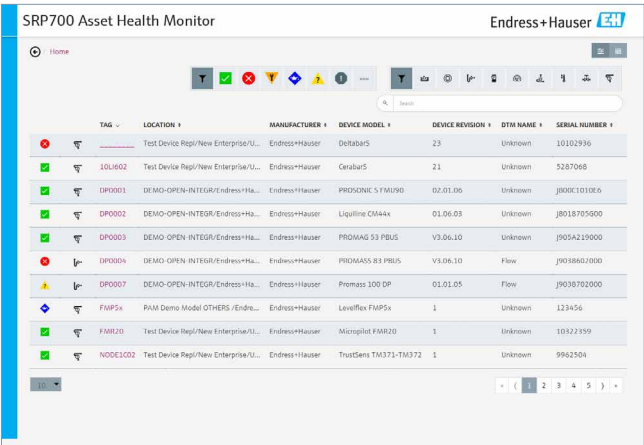 SRP700 Asset Health Monitor
Endress+Hauser EH
/ Home
Search
TAG LOCATION MANUFACTURER DEVICE MODEL DEVICE REVISION DTM NAME SERIAL NUMBER
________ Test Device Repl/New Enterprise/U... Endress+Hauser DeltabarS 23 Unknown 10102936
10LI602 Test Device Repl/New Enterprise/U... Endress+Hauser CerabarS 21 Unknown 5287068
DP0001 DEMO-OPEN-INTEGR/Endress+Ha... Endress+Hauser PROSONIC S FMU90 02.01.06 Unknown J800C1010E6
DP0002 DEMO-OPEN-INTEGR/Endress+Ha... Endress+Hauser Liquiline CM44x 01.06.03 Unknown J8018705G00
DP0003 DEMO-OPEN-INTEGR/Endress+Ha... Endress+Hauser PROMAG 53 PBUS V3.06.10 Unknown J905A219000
DP0004 DEMO-OPEN-INTEGR/Endress+Ha... Endress+Hauser PROMASS 83 PBUS V3.06.10 Flow J9038602000
DP0007 DEMO-OPEN-INTEGR/Endress+Ha... Endress+Hauser Promass 100 DP 01.01.05 Flow J9038702000
FMP5x PAM Demo Model OTHERS /Endre... Endress+Hauser Levelflex FMP5x 1 Unknown 123456
FMR20 Test Device Repl/New Enterprise/U... Endress+Hauser Micropilot FMR20 1 Unknown 10322359
NODE1C02 Test Device Repl/New Enterprise/U... Endress+Hauser TrustSens TM371-TM372 1 Unknown 9962504
10 « ⟨ 1 2 3 4 5 ⟩ »